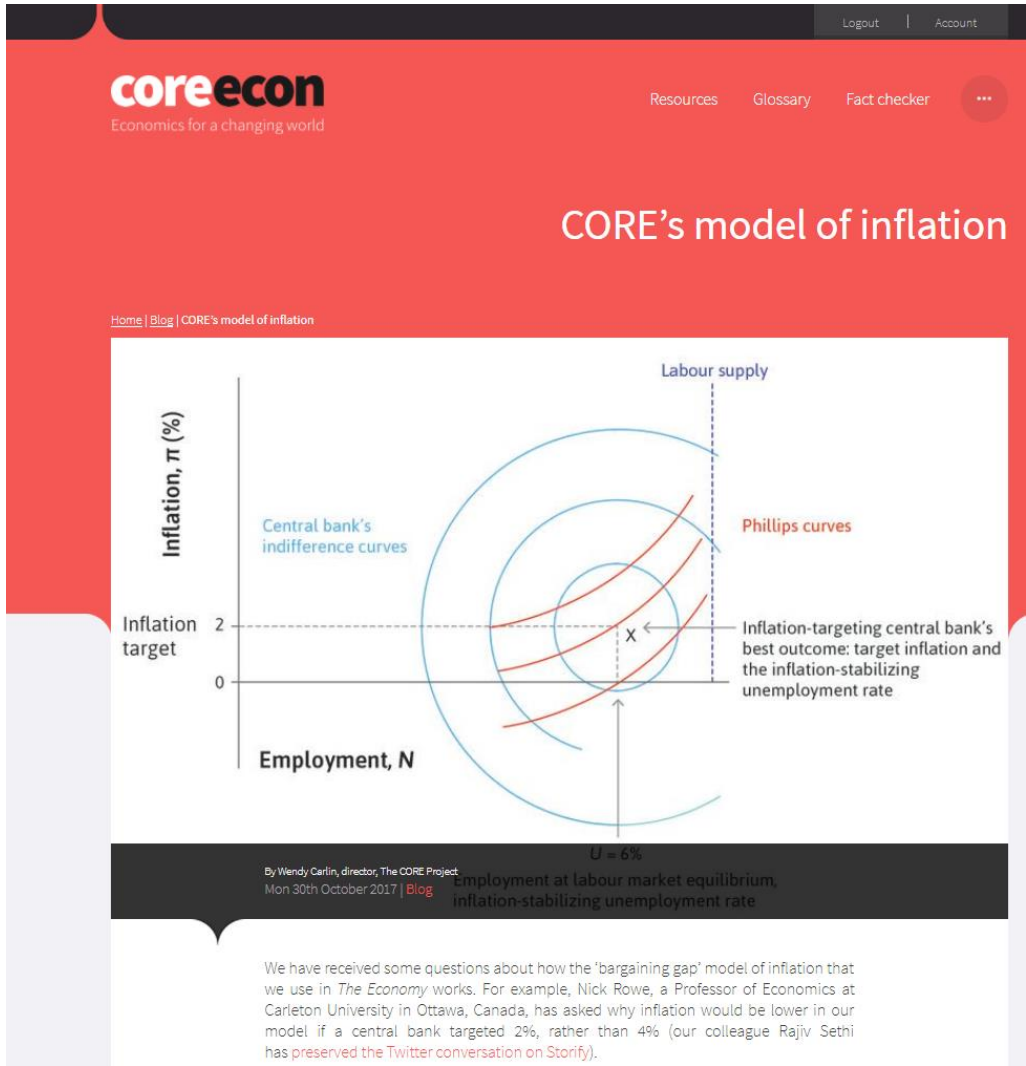 Logout | Account
coreecon
Economics for a changing world
Resources Glossary Fact checker ...
CORE’s model of inflation
Home | Blog | CORE’s model of inflation
Labour supply
Inflation, π (%)
Central bank’s
indifference curves
Phillips curves
Inflation
target
2
X
Inflation-targeting central bank’s
best outcome: target inflation and
the inflation-stabilizing
unemployment rate
0
Employment, N
U = 6%
Employment at labour market equilibrium,
inflation-stabilizing unemployment rate
By Wendy Carlin, director, The CORE Project
Mon 30th October 2017 | Blog
We have received some questions about how the ‘bargaining gap’ model of inflation that
we use in The Economy works. For example, Nick Rowe, a Professor of Economics at
Carleton University in Ottawa, Canada, has asked why inflation would be lower in our
model if a central bank targeted 2%, rather than 4% (our colleague Rajiv Sethi
has preserved the Twitter conversation on Storify).